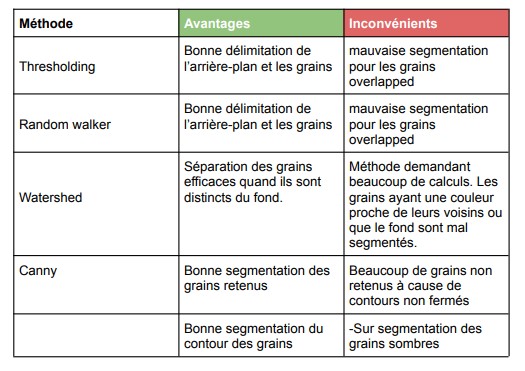 Méthode Avantages Inconvénients
Thresholding
Bonne délimitation de
l'arrière-plan et les grains
mauvaise segmentation
pour les grains
overlapped
Random walker
Bonne délimitation de
l'arrière-plan et les grains
mauvaise segmentation
pour les grains
overlapped
Watershed
Séparation des grains
efficaces quand ils sont
distincts du fond.
Méthode demandant
beaucoup de calculs. Les
grains ayant une couleur
proche de leurs voisins ou
que le fond sont mal
segmentés.
Canny
Bonne segmentation des
grains retenus
Beaucoup de grains non
retenus à cause de
contours non fermés
Bonne segmentation du
contour des grains
-Sur segmentation des
grains sombres